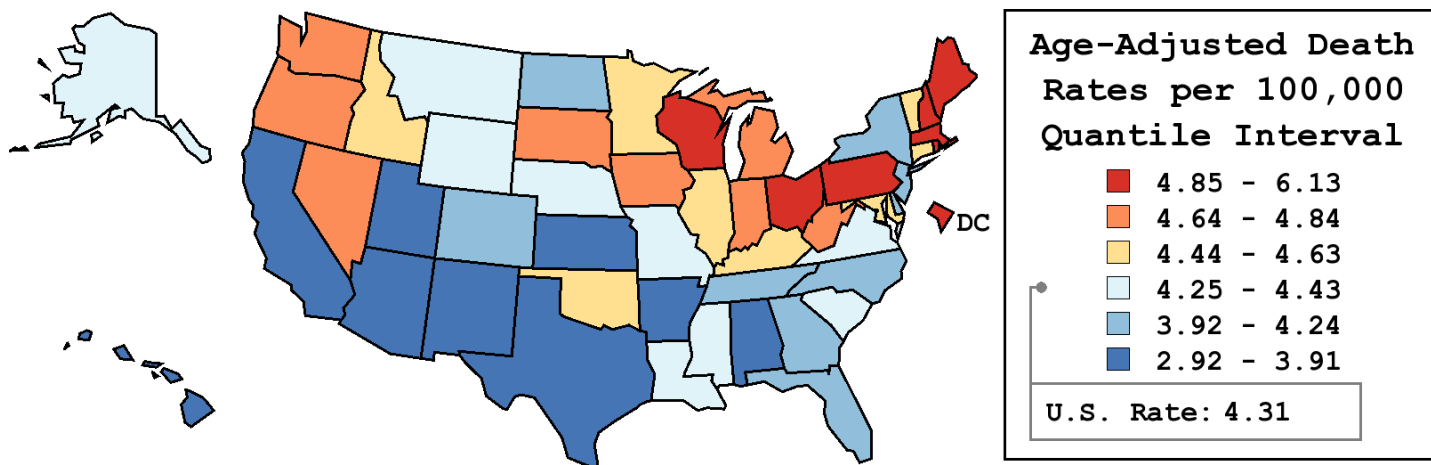 Age-Adjusted Death
Rates per 100,000
Quantile Interval
4.85 - 6.13
4.64 - 4.84
4.44 - 4.63
DC
4.25 - 4.43
3.92 - 4.24
2.92 - 3.91
U.S. Rate: 4.31